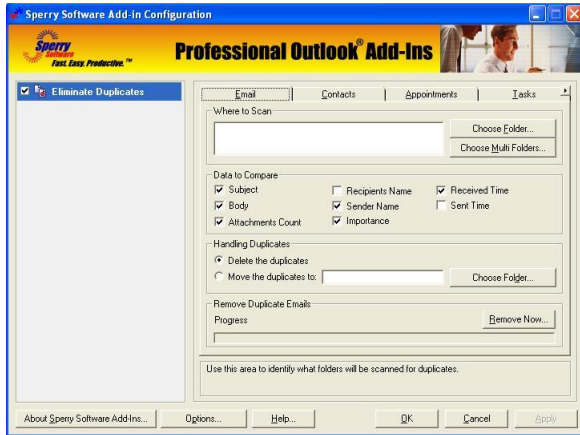 Sperry Software Add-in Configuration
Sperry
Software
Fast. Easy. Productive. ™
Professional Outlook® Add-Ins
Eliminate Duplicates
Email
Contacts
Appointments
Tasks
Where to Scan
Choose Folder...
Choose Multi Folders...
Data to Compare
Subject
Recipients Name
Received Time
Body
Sender Name
Sent Time
Attachments Count
Importance
Handling Duplicates
Delete the duplicates
Move the duplicates to:
Choose Folder...
Remove Duplicate Emails
Progress
Remove Now...
Use this area to identify what folders will be scanned for duplicates.
About Sperry Software Add-Ins...
Options...
Help...
OK
Cancel
Apply